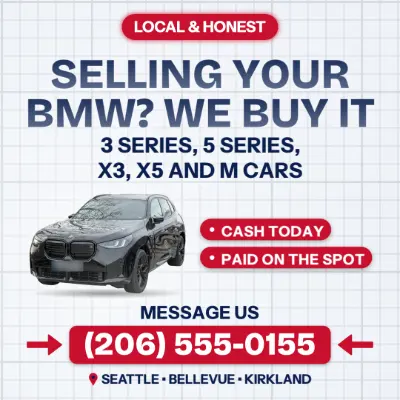 LOCAL & HONEST
SELLING YOUR
BMW? WE BUY IT
3 SERIES, 5 SERIES,
X3, X5 AND M CARS
• CASH TODAY
• PAID ON THE SPOT
MESSAGE US
(206) 555-0155
SEATTLE • BELLEVUE • KIRKLAND